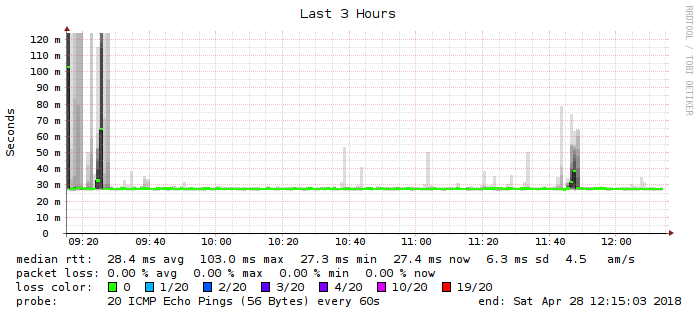 Last 3 Hours
RRDTOOL / TOBI OETIKER
Seconds
120 m
110 m
100 m
90 m
80 m
70 m
60 m
50 m
40 m
30 m
20 m
10 m
0
09:20 09:40 10:00 10:20 10:40 11:00 11:20 11:40 12:00
median rtt: 28.4 ms avg 103.0 ms max 27.3 ms min 27.4 ms now 6.3 ms sd 4.5 am/s
packet loss: 0.00 % avg 0.00 % max 0.00 % min 0.00 % now
loss color: 0 1/20 2/20 3/20 4/20 10/20 19/20
probe: 20 ICMP Echo Pings (56 Bytes) every 60s end: Sat Apr 28 12:15:03 2018